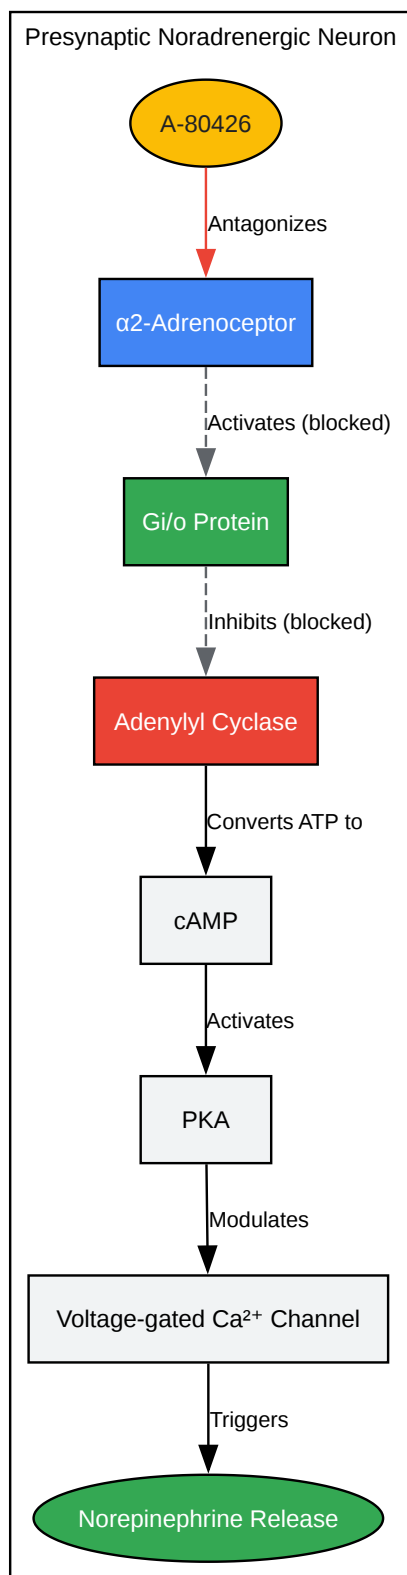 Presynaptic Noradrenergic Neuron
A-80426
Antagonizes
α2-Adrenoceptor
Activates (blocked)
Gi/o Protein
Inhibits (blocked)
Adenylyl Cyclase
Converts ATP to
cAMP
Activates
PKA
Modulates
Voltage-gated Ca²⁺ Channel
Triggers
Norepinephrine Release